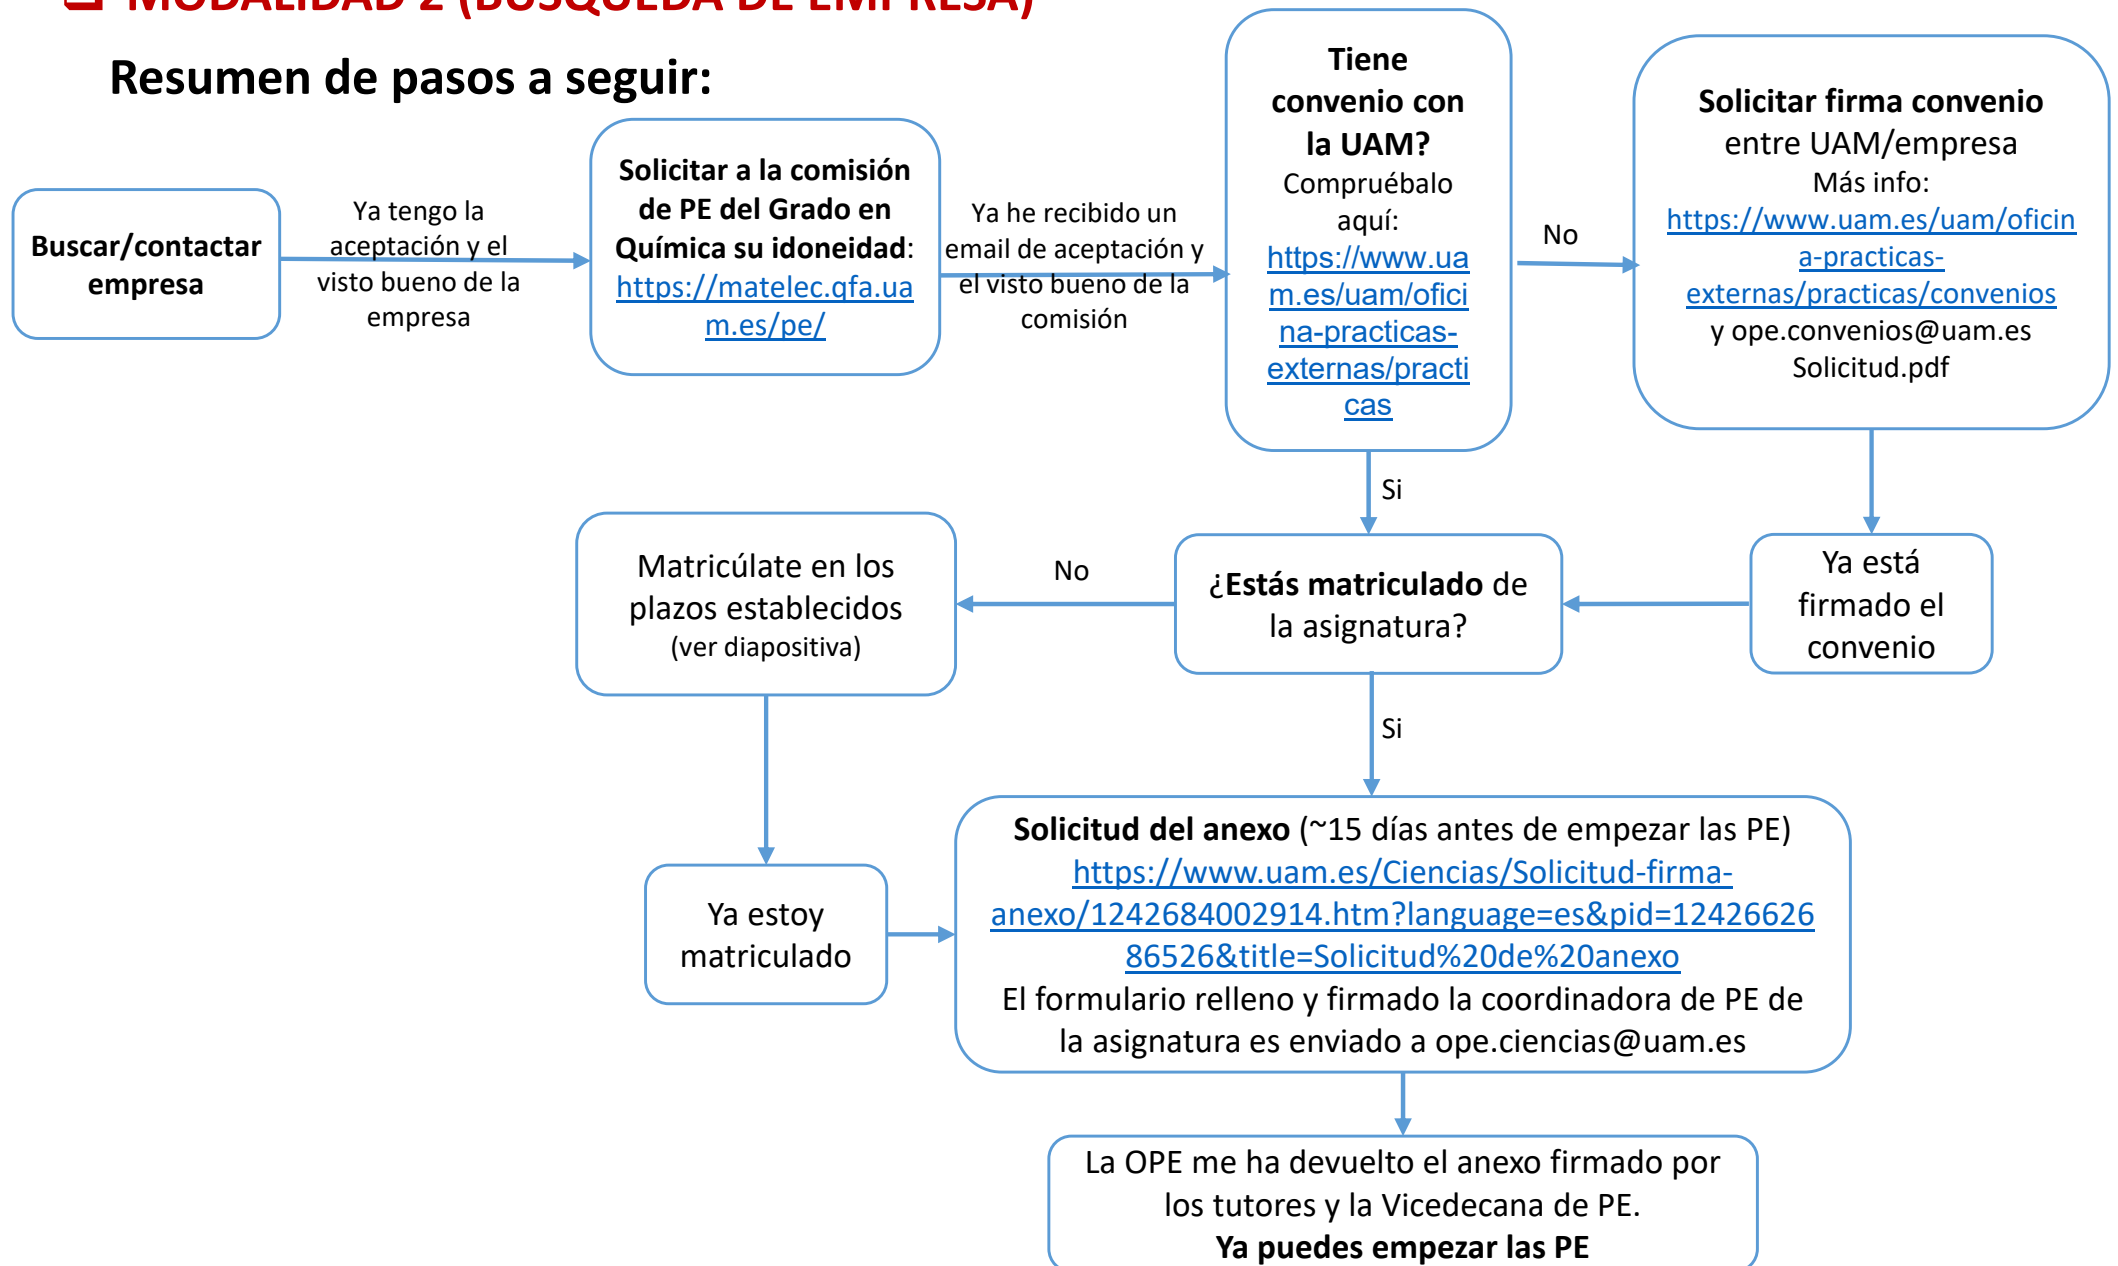 MODALIDAD 2 (BÚSQUEDA DE EMPRESA)
Resumen de pasos a seguir:
Buscar/contactar
empresa
Ya tengo la
aceptación y el
visto bueno de la
empresa
Solicitar a la comisión
de PE del Grado en
Química su idoneidad:
https://matelec.qfa.ua
m.es/pe/
Ya he recibido un
email de aceptación y
el visto bueno de la
comisión
Tiene
convenio con
la UAM?
Compruébalo
aquí:
https://www.ua
m.es/uam/ofici
na-practicas-
externas/practi
cas
No
Solicitar firma convenio
entre UAM/empresa
Más info:
https://www.uam.es/uam/oficin
a-practicas-
externas/practicas/convenios
y ope.convenios@uam.es
Solicitud.pdf
Si
Matricúlate en los
plazos establecidos
(ver diapositiva)
No
¿Estás matriculado de
la asignatura?
Ya está
firmado el
convenio
Si
Ya estoy
matriculado
Solicitud del anexo (~15 días antes de empezar las PE)
https://www.uam.es/Ciencias/Solicitud-firma-
anexo/1242684002914.htm?language=es&pid=12426626
86526&title=Solicitud%20de%20anexo
El formulario relleno y firmado la coordinadora de PE de
la asignatura es enviado a ope.ciencias@uam.es
La OPE me ha devuelto el anexo firmado por
los tutores y la Vicedecana de PE.
Ya puedes empezar las PE